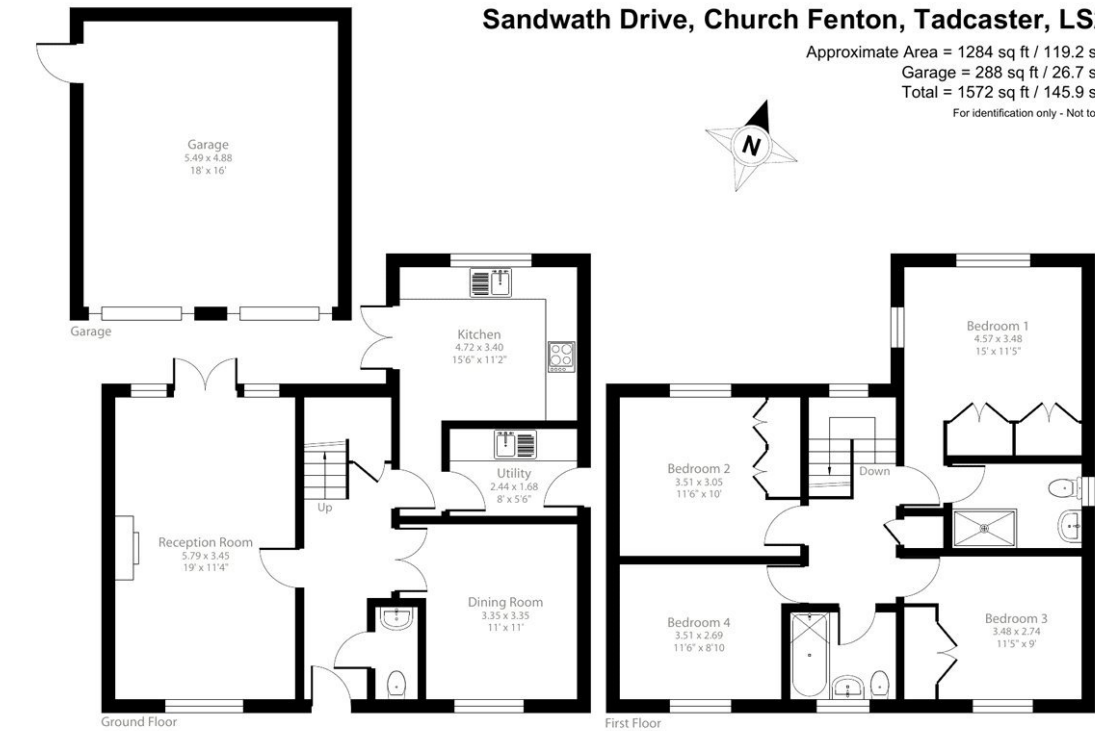 Sandwath Drive, Church Fenton, Tadcaster, LS
Approximate Area = 1284 sq ft / 119.2 s
Garage = 288 sq ft / 26.7 s
Total = 1572 sq ft / 145.9 s
For identification only - Not to
N
Garage
5.49 x 4.88
18' x 16'
Garage
Kitchen
4.72 x 3.40
15'6" x 11'2"
Utility
2.44 x 1.68
8' x 5'6"
Up
Reception Room
5.79 x 3.45
19' x 11'4"
Dining Room
3.35 x 3.35
11' x 11'
Ground Floor
Bedroom 1
4.57 x 3.48
15' x 11'5"
Bedroom 2
3.51 x 3.05
11'6" x 10'
Down
Bedroom 4
3.51 x 2.69
11'6" x 8'10
Bedroom 3
3.48 x 2.74
11'5" x 9'
First Floor